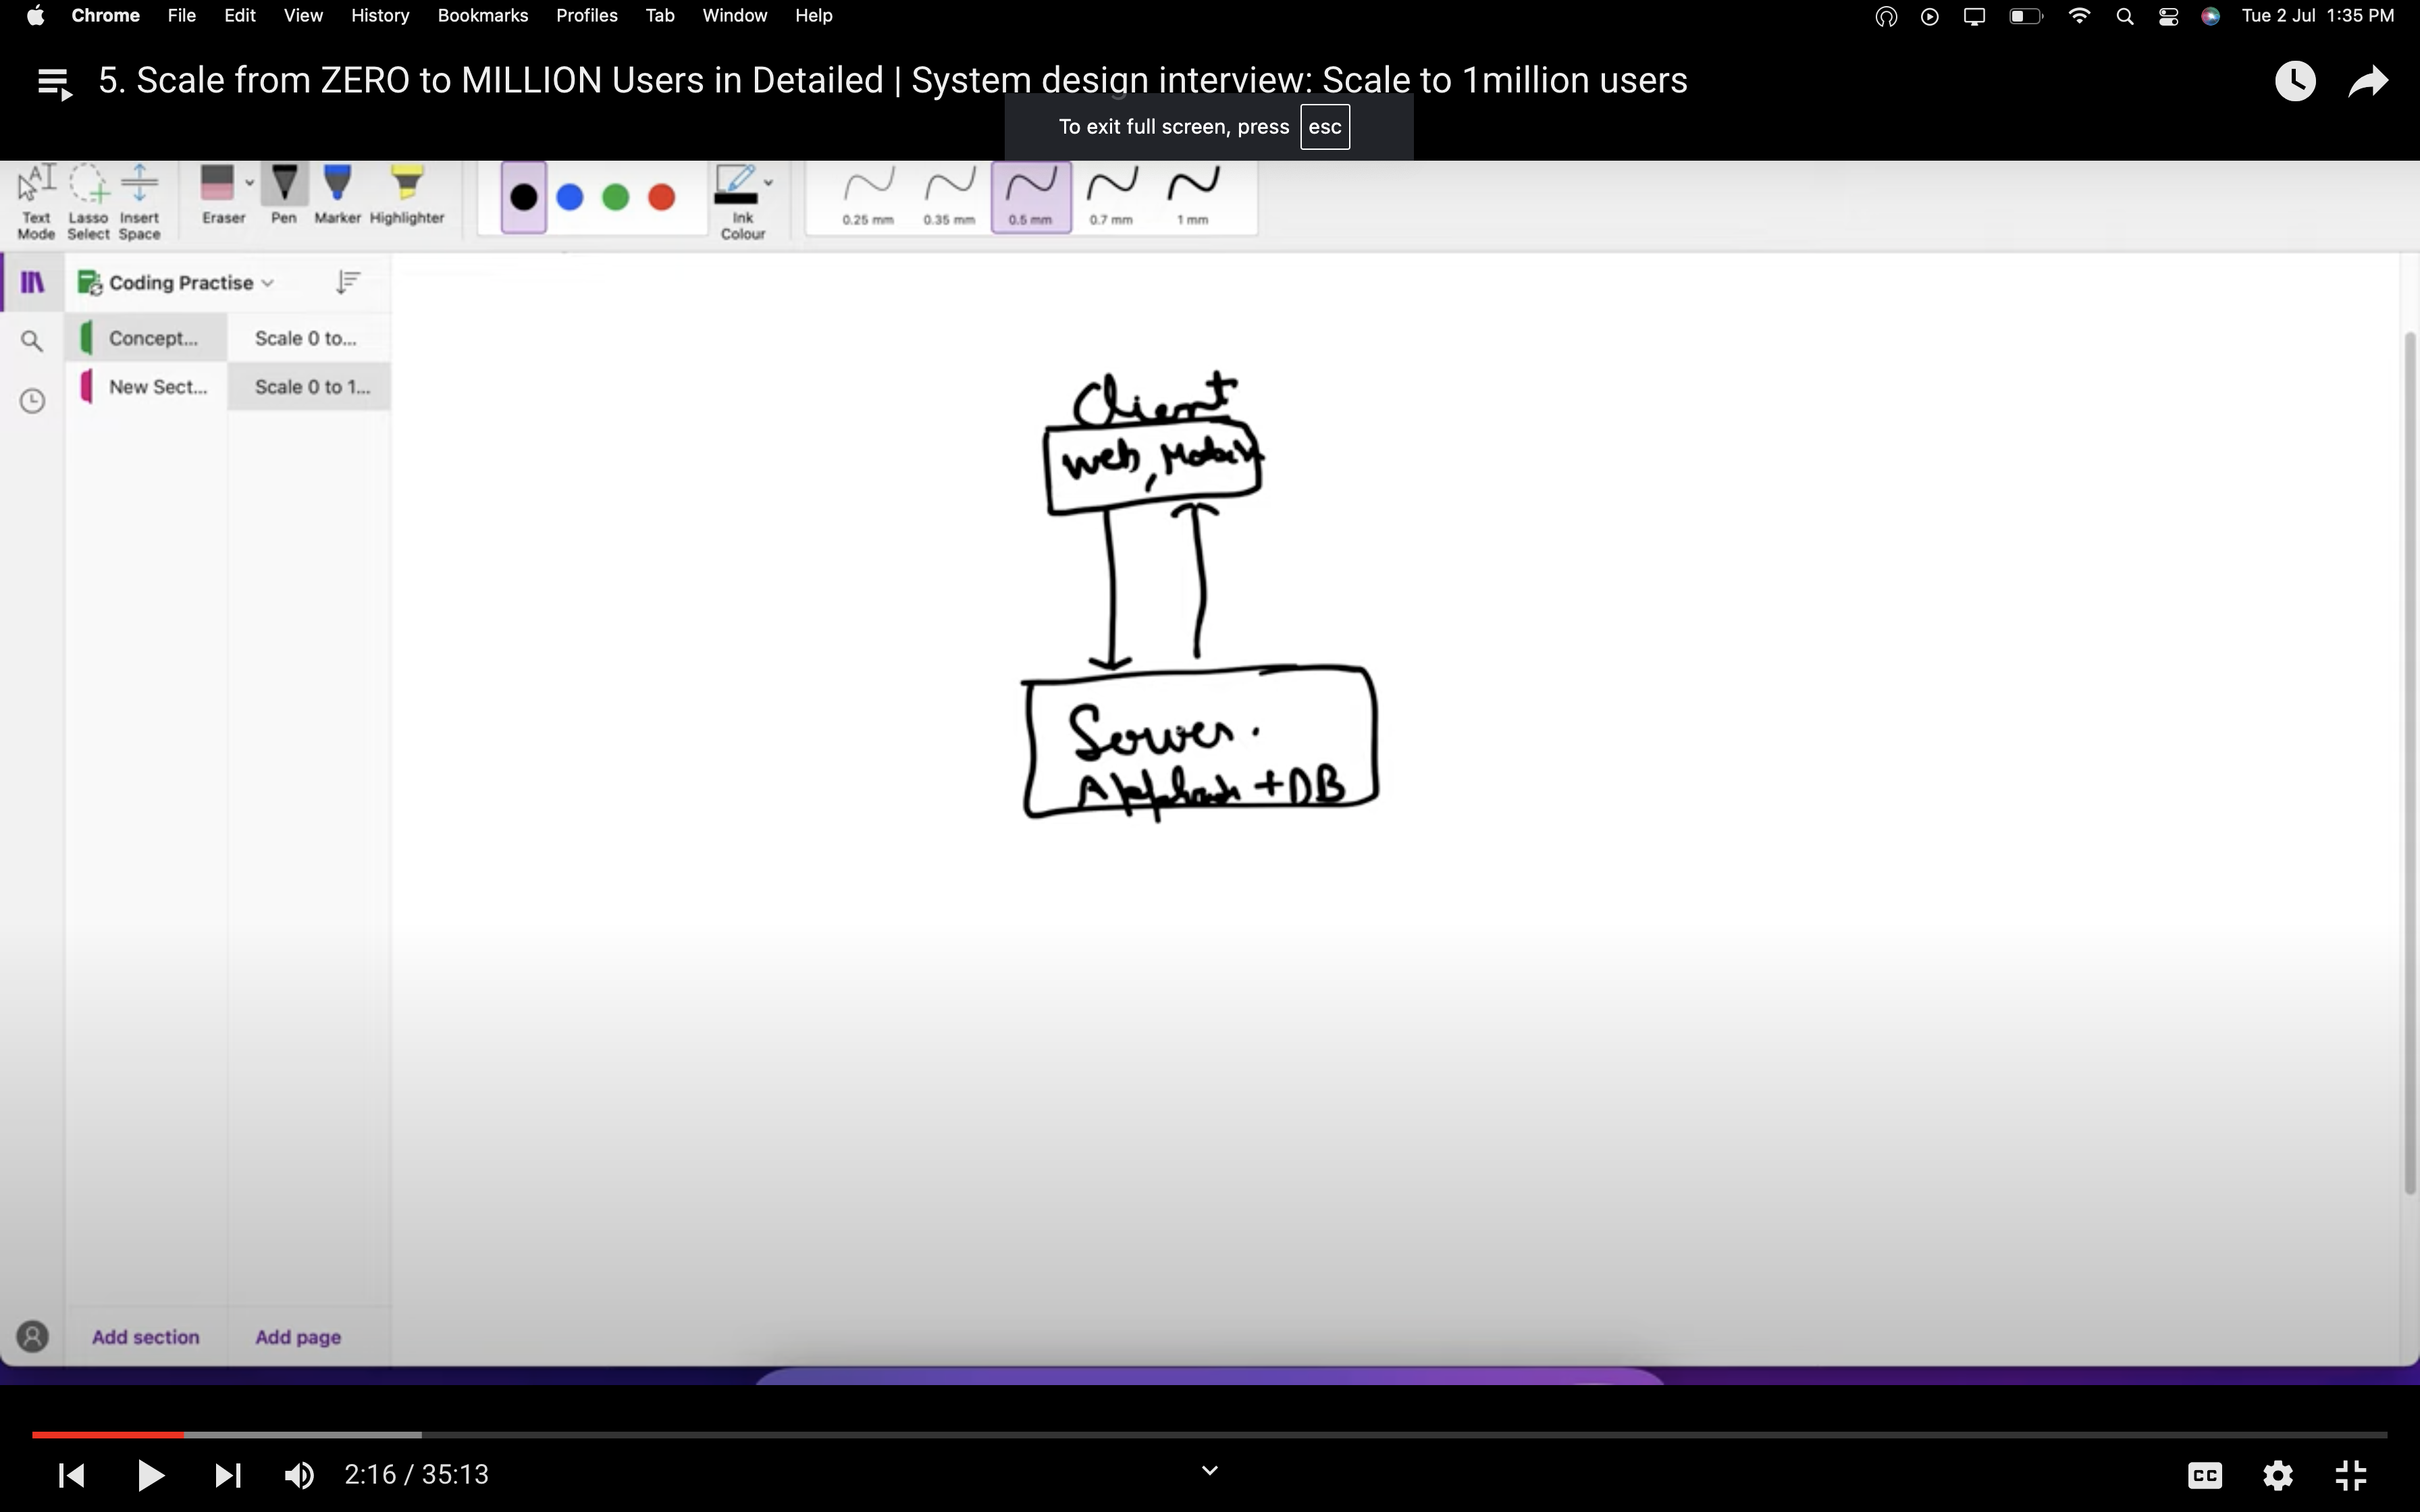 Chrome File Edit View History Bookmarks Profiles Tab Window Help Tue 2 Jul 1:35 PM
5. Scale from ZERO to MILLION Users in Detailed | System design interview: Scale to 1million users
To exit full screen, press esc
Text Mode
Lasso Select
Insert Space
Eraser
Pen
Marker
Highlighter
Ink Colour
0.25 mm
0.35 mm
0.5 mm
0.7 mm
1 mm
Coding Practise
Concept... Scale 0 to...
New Sect... Scale 0 to 1...
Client
Web,
Server.
+DB
Add section Add page
2:16 / 35:13
CC